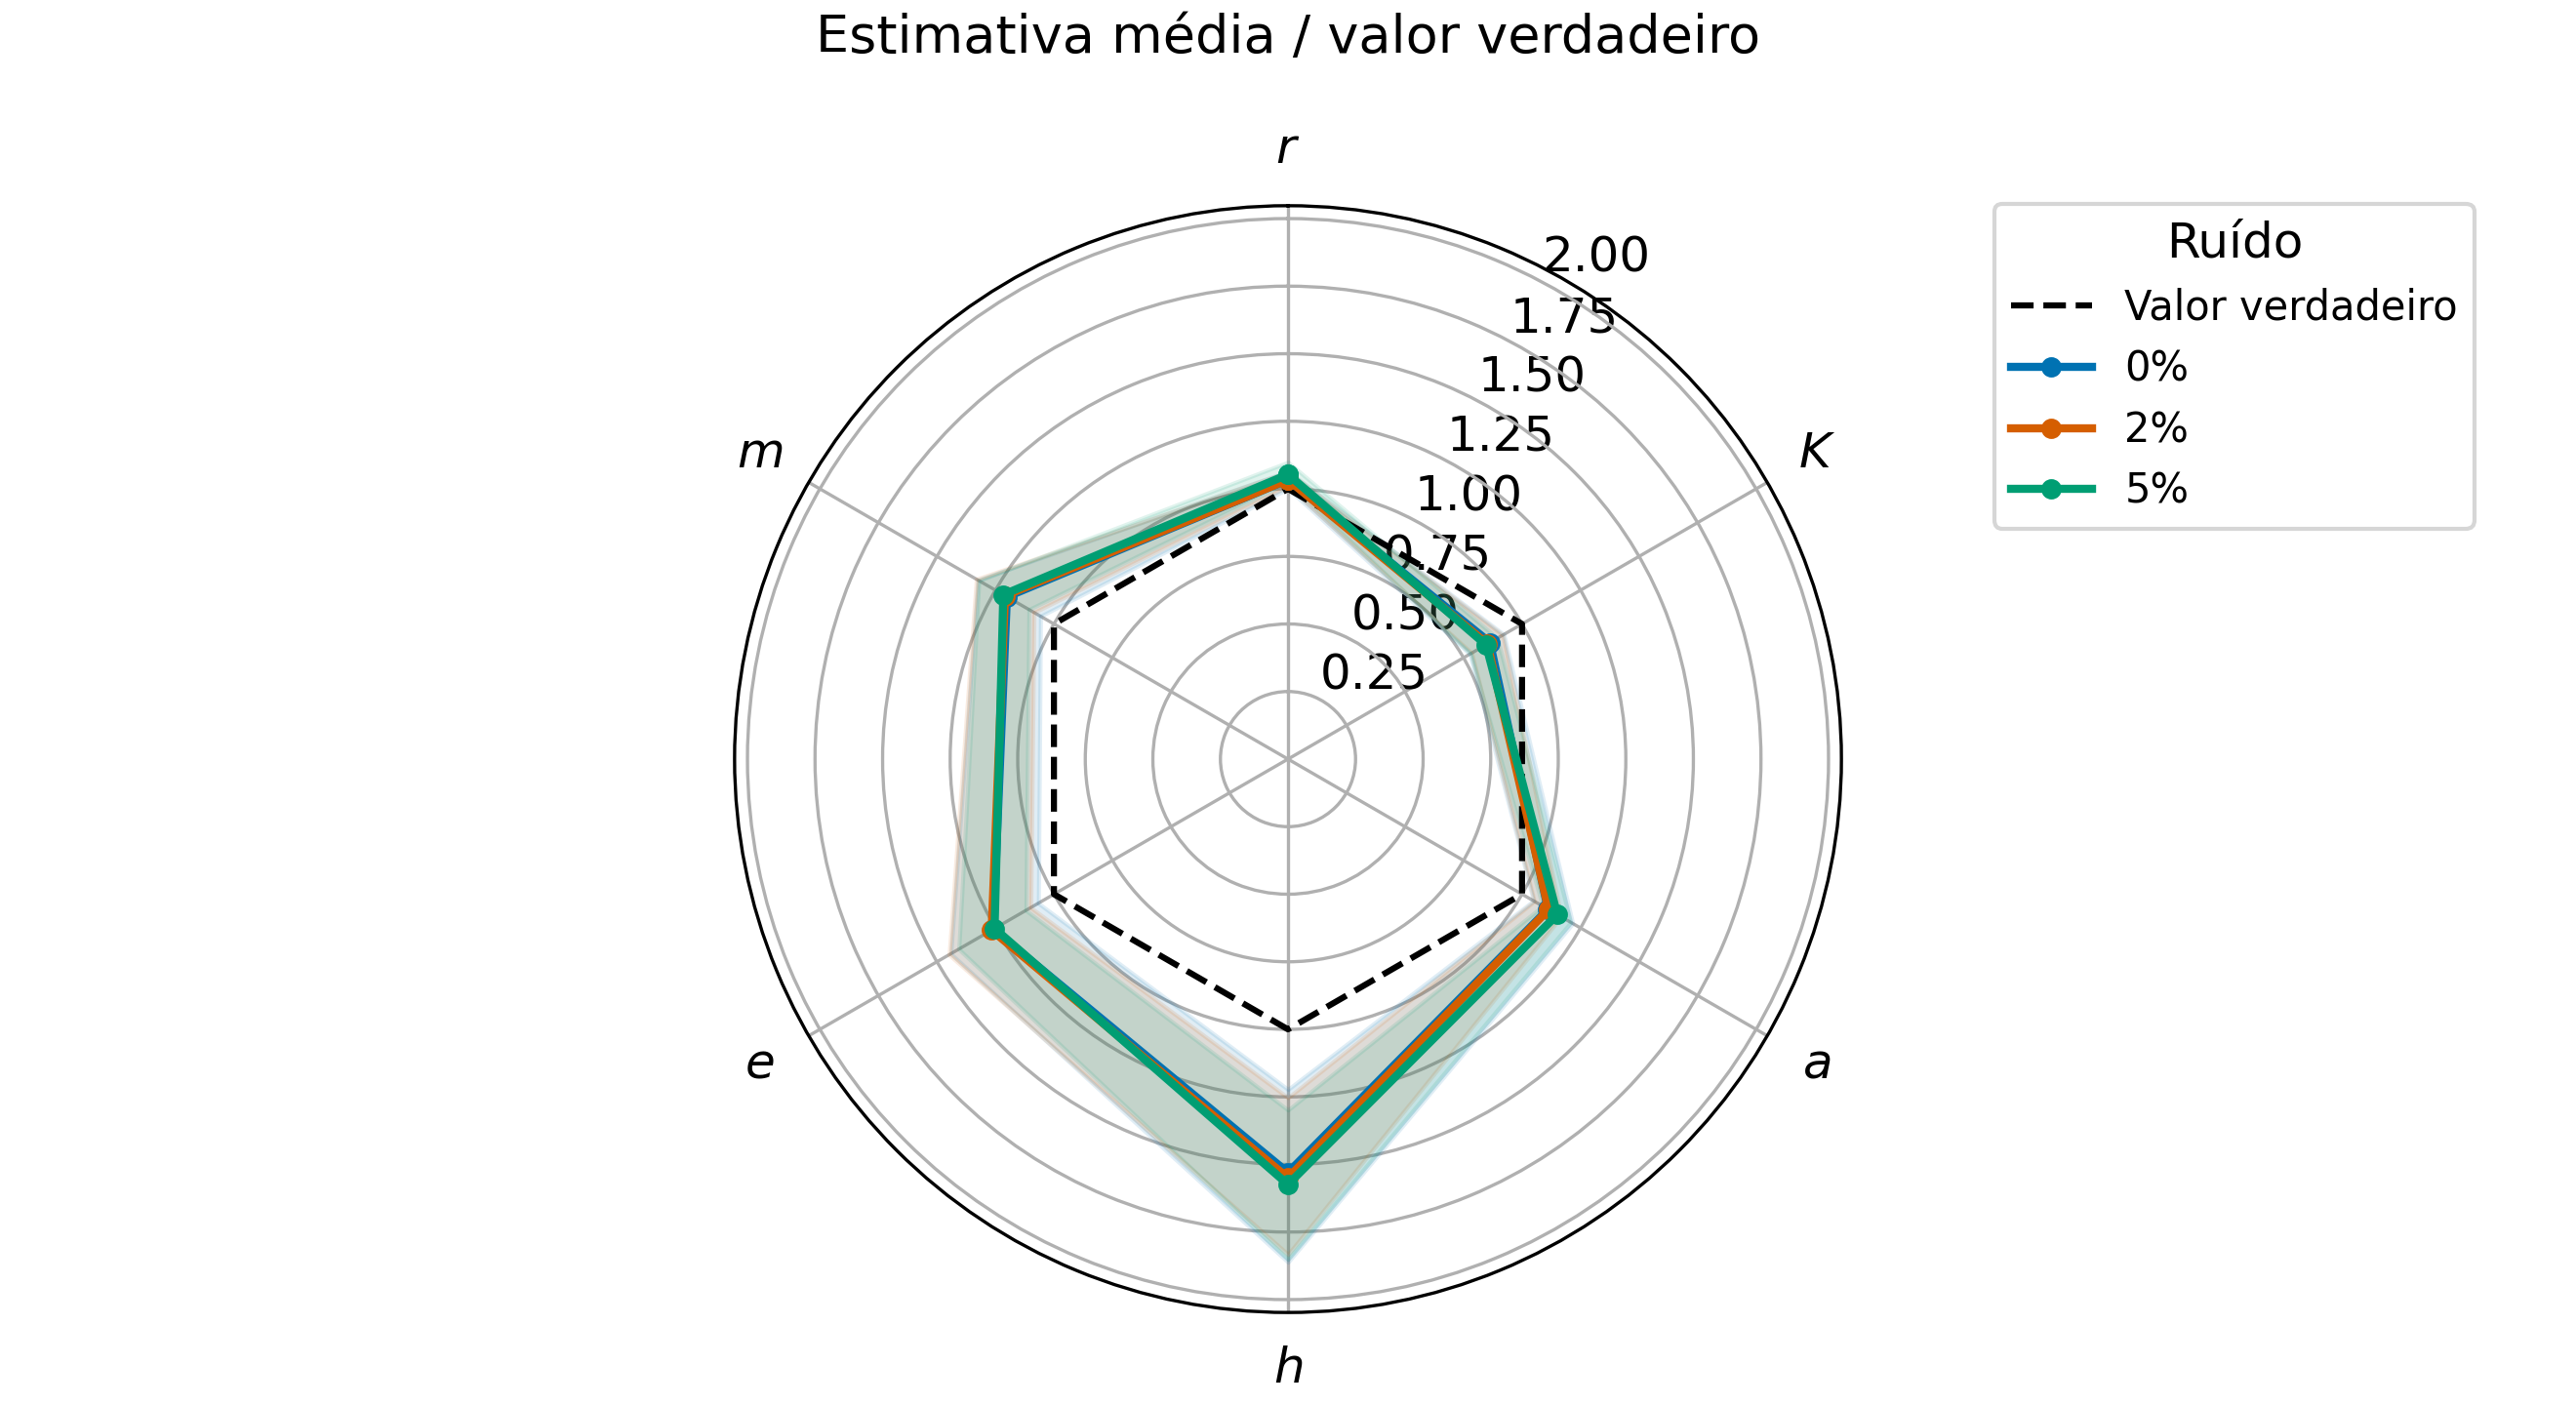 Estimativa média / valor verdadeiro
r
2.00
1.75
1.50
1.25
1.00
0.75
0.50
0.25
K
m
a
e
h
Ruído
Valor verdadeiro
0%
2%
5%